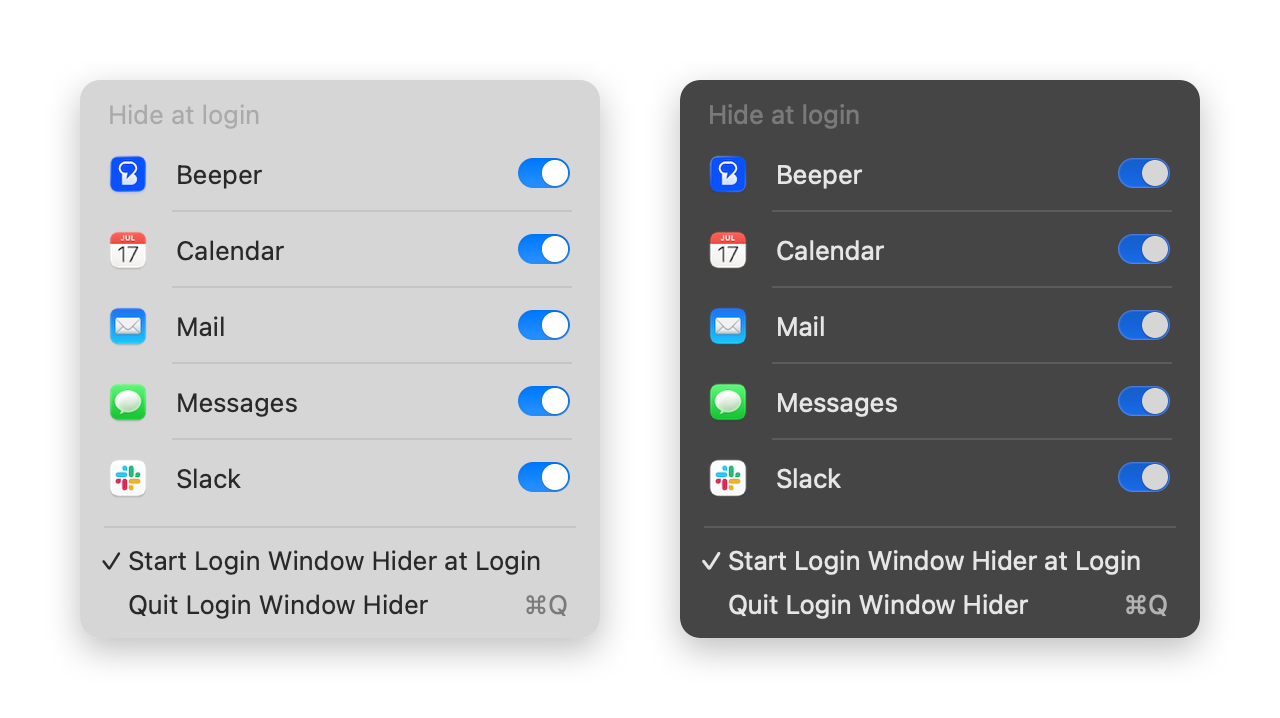 Hide at login
Beeper
JUL
17
Calendar
Mail
Messages
Slack
✓ Start Login Window Hider at Login
Quit Login Window Hider ⌘Q
Hide at login
Beeper
JUL
17
Calendar
Mail
Messages
Slack
✓ Start Login Window Hider at Login
Quit Login Window Hider ⌘Q